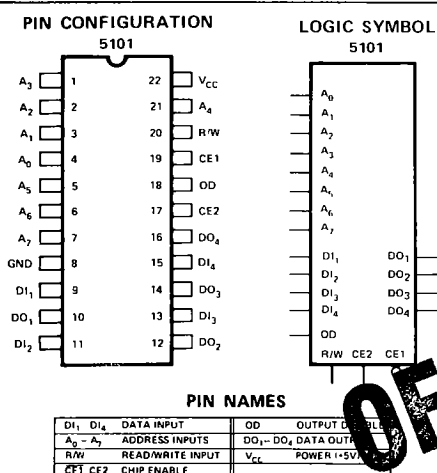 PIN CONFIGURATION
5101
A3 1 22 VCC
A2 2 21 A4
A1 3 20 R/W
A0 4 19 CE1
A5 5 18 OD
A6 6 17 CE2
A7 7 16 DO4
GND 8 15 DI4
DI1 9 14 DO3
DO1 10 13 DI3
DI2 11 12 DO2
LOGIC SYMBOL
5101
A0
A1
A2
A3
A4
A5
A6
A7
DI1 DO1
DI2 DO2
DI3 DO3
DI4 DO4
OD
R/W CE2 CE1
PIN NAMES
DI1 DI4 DATA INPUT OD OUTPUT
A0 – A7 ADDRESS INPUTS DO1– DO4 DATA
R/W READ/WRITE INPUT VCC POWER (+5V)
CE1 CE2 CHIP ENABLE